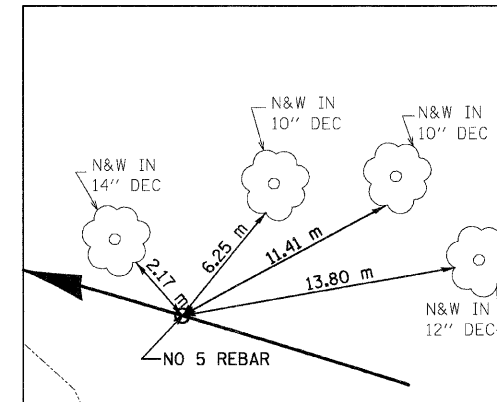 N&W IN
10" DEC
N&W IN
10" DEC
N&W IN
14" DEC
2.17 m
6.25 m
11.41 m
13.80 m
N&W IN
12" DEC
NO 5 REBAR